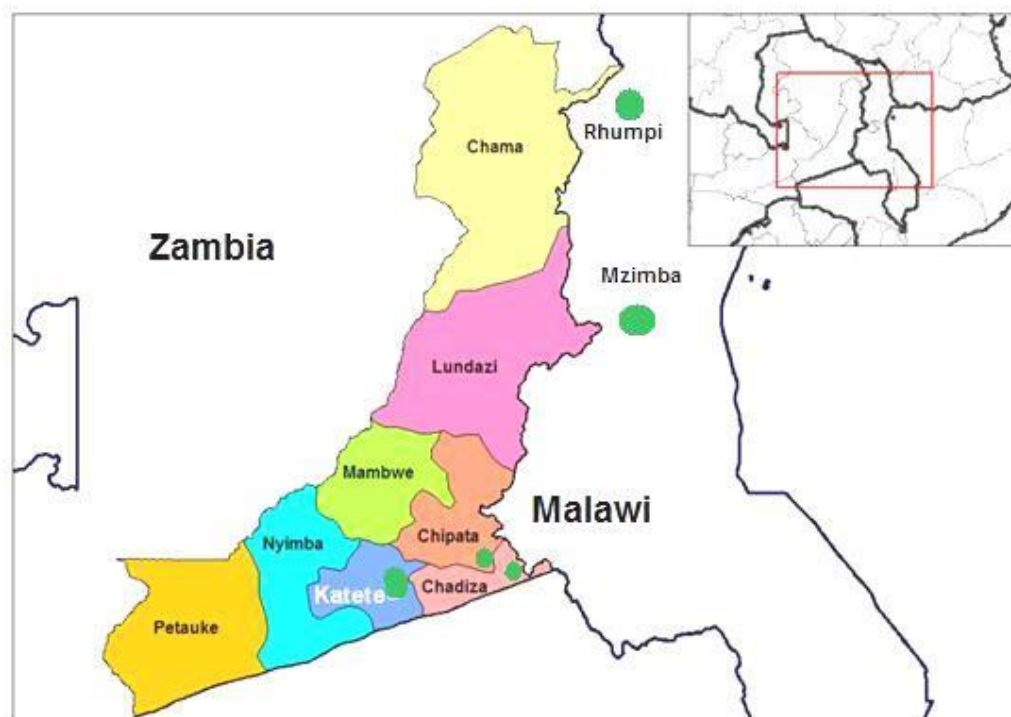 Chama
Rhumpi
Zambia
Mzimba
Lundazi
Mambwe
Malawi
Nyimba
Chipata
Chadiza
Katete
Petauke